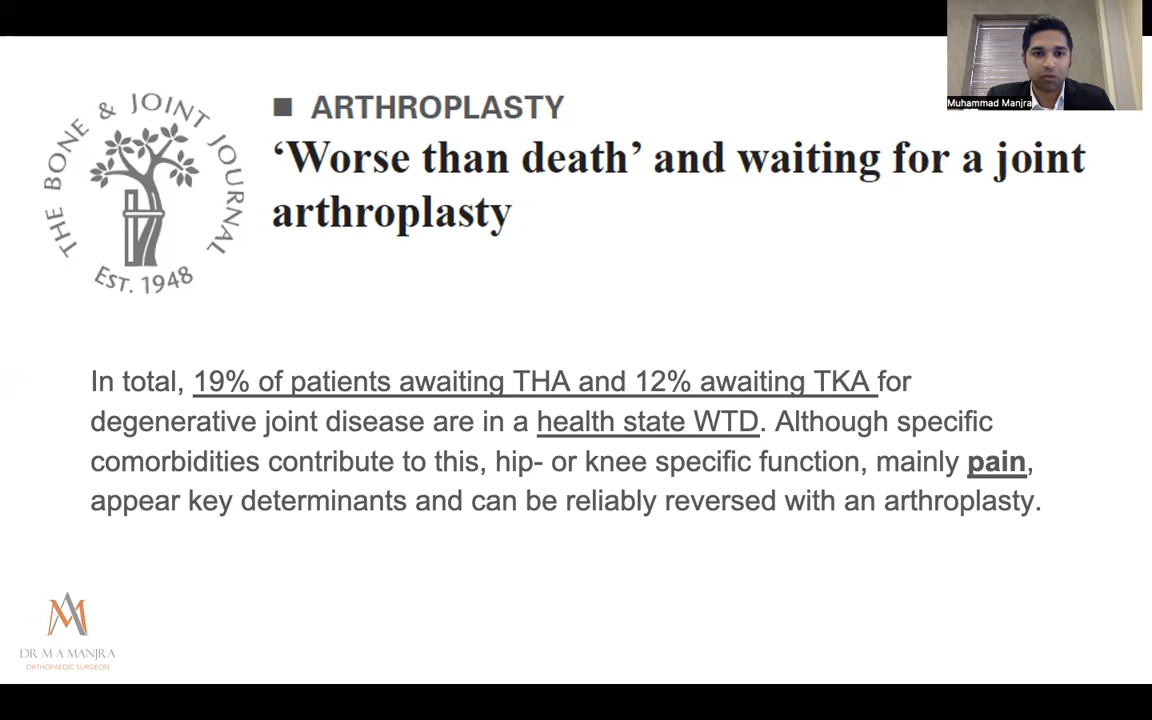 Muhammad Manjra
THE BONE & JOINT JOURNAL
EST. 1948
■ ARTHROPLASTY
‘Worse than death’ and waiting for a joint
arthroplasty
In total, 19% of patients awaiting THA and 12% awaiting TKA for
degenerative joint disease are in a health state WTD. Although specific
comorbidities contribute to this, hip- or knee specific function, mainly pain,
appear key determinants and can be reliably reversed with an arthroplasty.
DR M A MANJRA
ORTHOPAEDIC SURGEON